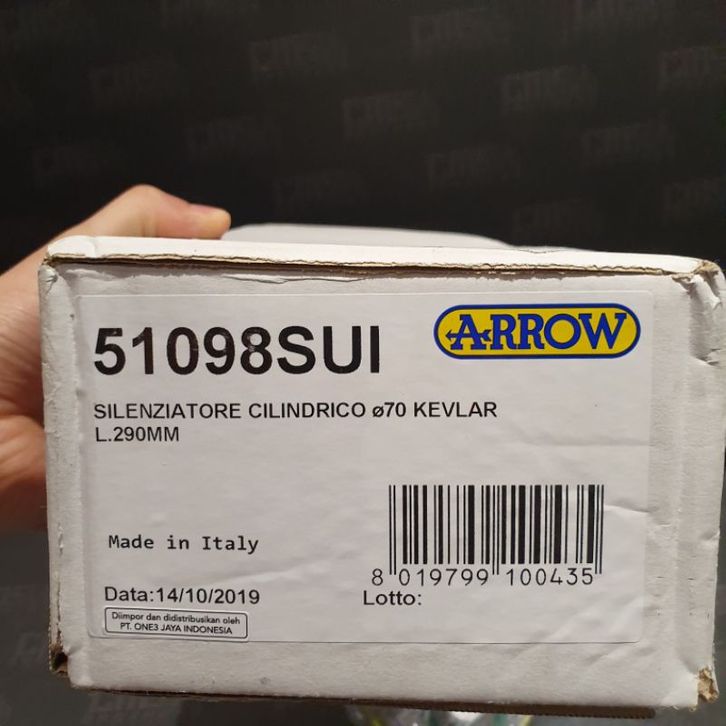 51098SUI
ARROW
SILENZIATORE CILINDRICO ø70 KEVLAR
L.290MM
Made in Italy
8 019799 100435
Data:14/10/2019
Lotto:
Diimpor dan didistribusikan oleh
PT. ONE3 JAYA INDONESIA